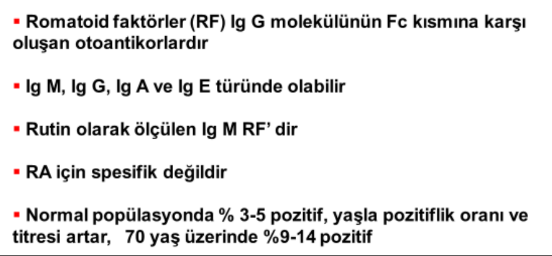 ▪ Romatoid faktörler (RF) Ig G molekülünün Fc kısmına karşı
oluşan otoantikorlardır
▪ Ig M, Ig G, Ig A ve Ig E türünde olabilir
▪ Rutin olarak ölçülen Ig M RF' dir
▪ RA için spesifik değildir
▪ Normal popülasyonda % 3-5 pozitif, yaşla pozitiflik oranı ve
titresi artar, 70 yaş üzerinde %9-14 pozitif